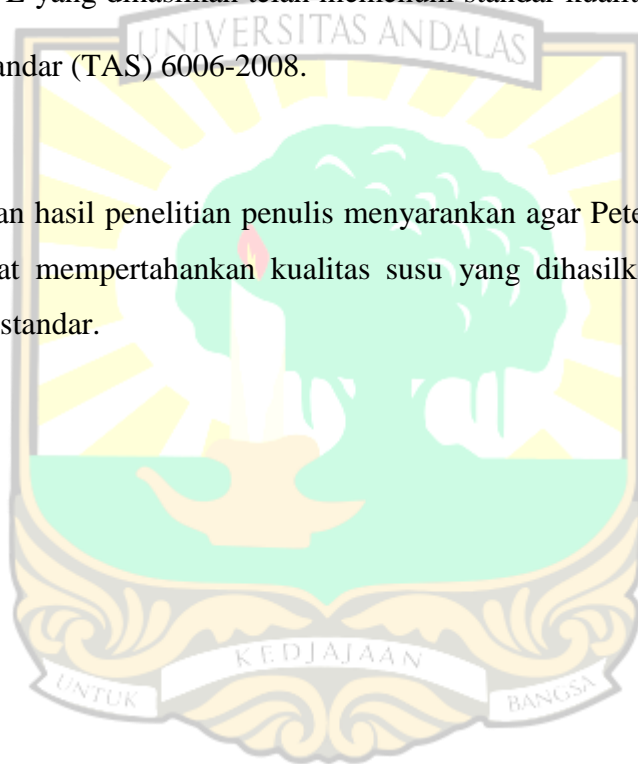 E yang dihasilkan telah memenuhi standar kualit
UNIVERSITAS ANDALAS
andar (TAS) 6006-2008.
an hasil penelitian penulis menyarankan agar Pete
at mempertahankan kualitas susu yang dihasilk
standar.
KEDJAJAAN
UNTUK
BANGSA